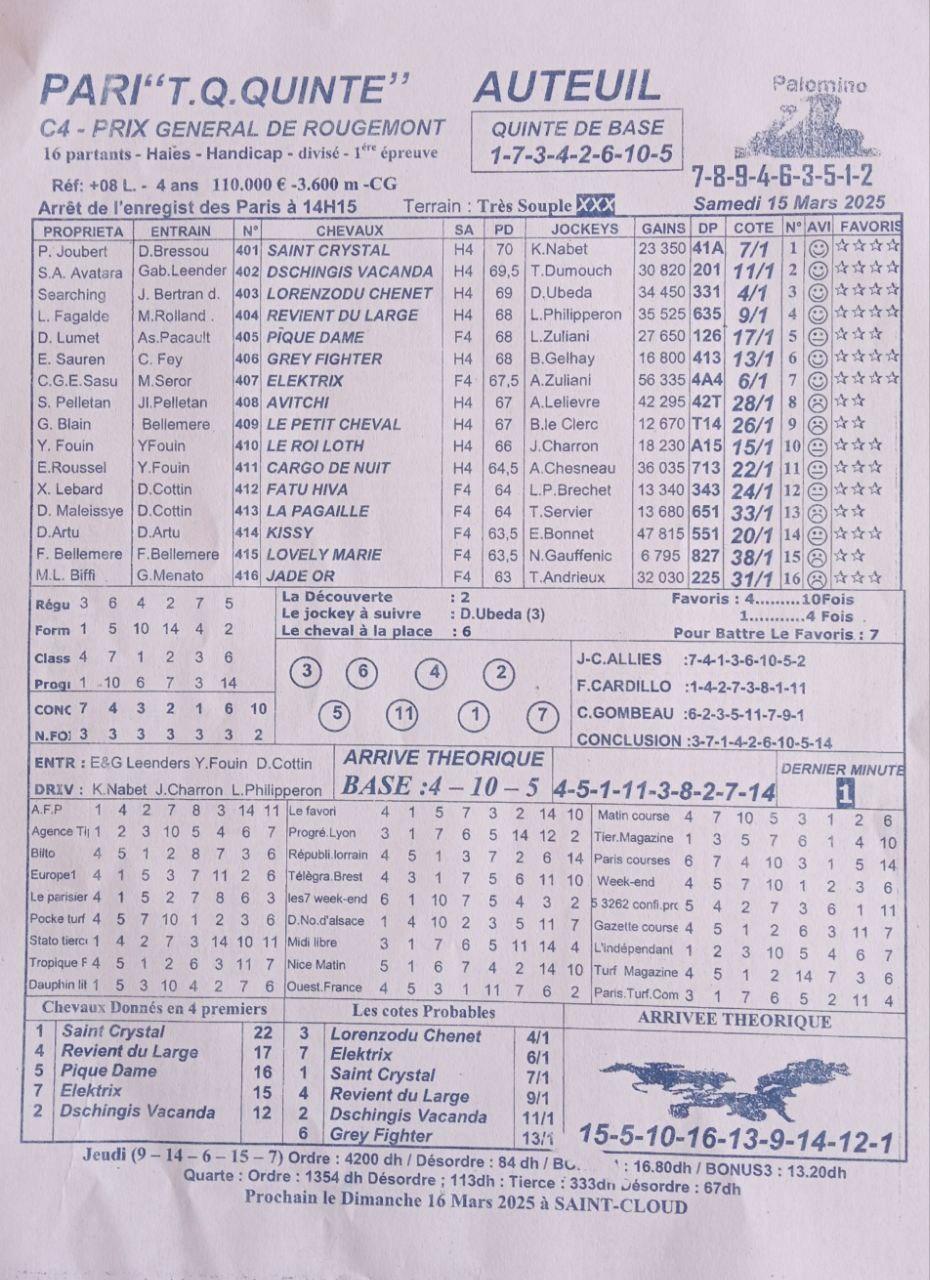 PARI“T.Q.QUINTE” AUTEUIL Palomino
C4 - PRIX GENERAL DE ROUGEMONT QUINTE DE BASE
16 partants - Haies - Handicap - divisé - 1ère épreuve 1-7-3-4-2-6-10-5
Réf: +08 L. - 4 ans 110.000 € -3.600 m -CG 7-8-9-4-6-3-5-1-2
Arrêt de l'enregist des Paris à 14H15 Terrain : Très Souple XXX Samedi 15 Mars 2025
PROPRIETA ENTRAIN N° CHEVAUX SA PD JOCKEYS GAINS DP COTE N° AVI FAVORIS
P. Joubert D.Bressou 401 SAINT CRYSTAL H4 70 K.Nabet 23 350 41A 7/1 1 ☆☆☆☆
S.A. Avatara Gab.Leender 402 DSCHINGIS VACANDA H4 69,5 T.Dumouch 30 820 201 11/1 2 ☆☆☆☆
Searching J. Bertran d. 403 LORENZODU CHENET H4 69 D.Ubeda 34 450 331 4/1 3 ☆☆☆☆
L. Fagalde M.Rolland . 404 REVIENT DU LARGE H4 68 L.Philipperon 35 525 635 9/1 4 ☆☆☆☆
D. Lumet As.Pacault 405 PIQUE DAME F4 68 L.Zuliani 27 650 126 17/1 5 ☆☆☆
E. Sauren C. Fey 406 GREY FIGHTER H4 68 B.Gelhay 16 800 413 13/1 6 ☆☆☆☆
C.G.E.Sasu M.Seror 407 ELEKTRIX F4 67,5 A.Zuliani 56 335 4A4 6/1 7 ☆☆☆☆
S. Pelletan Jl.Pelletan 408 AVITCHI H4 67 A.Lelievre 42 295 42T 28/1 8 ☆☆
G. Blain Bellemere 409 LE PETIT CHEVAL H4 67 B.le Clerc 12 670 T14 26/1 9 ☆☆
Y. Fouin YFouin 410 LE ROI LOTH H4 66 J.Charron 18 230 A15 15/1 10 ☆☆☆
E.Roussel Y.Fouin 411 CARGO DE NUIT H4 64,5 A.Chesneau 36 035 713 22/1 11 ☆☆☆
X. Lebard D.Cottin 412 FATU HIVA F4 64 L.P.Brechet 13 340 343 24/1 12 ☆☆☆
D. Maleissye D.Cottin 413 LA PAGAILLE F4 64 T.Servier 13 680 651 33/1 13 ☆☆
D.Artu D.Artu 414 KISSY F4 63,5 E.Bonnet 47 815 551 20/1 14 ☆☆☆
F. Bellemere F.Bellemere 415 LOVELY MARIE F4 63,5 N.Gauffenic 6 795 827 38/1 15 ☆☆
M.L. Biffi G.Menato 416 JADE OR F4 63 T.Andrieux 32 030 225 31/1 16 ☆☆☆
Régu 3 6 4 2 7 5
Form 1 5 10 14 4 2
Class 4 7 1 2 3 6
Progr 1 10 6 7 3 14
CONC 7 4 3 2 1 6 10
N.FO 3 3 3 3 3 3 2
La Découverte : 2
Le jockey à suivre : D.Ubeda (3)
Le cheval à la place : 6
Favoris : 4.........10Fois
1...........4 Fois
Pour Battre Le Favoris : 7
3 6 4 2
5 11 1 7
J-C.ALLIES :7-4-1-3-6-10-5-2
F.CARDILLO :1-4-2-7-3-8-1-11
C.GOMBEAU :6-2-3-5-11-7-9-1
CONCLUSION :3-7-1-4-2-6-10-5-14
ENTR : E&G Leenders Y.Fouin D.Cottin
DRIV : K.Nabet J.Charron L.Philipperon
ARRIVE THEORIQUE
BASE :4 – 10 – 5 4-5-1-11-3-8-2-7-14
DERNIER MINUTE
1
A.F.P 1 4 2 7 8 3 14 11
Agence Ti 1 2 3 10 5 4 6 7
Bilto 4 5 1 2 8 7 3 6
Europe1 4 1 5 3 7 11 2 6
Le parisier 4 1 5 2 7 8 6 3
Pocke turf 4 5 7 10 1 2 3 6
Stato tierc 1 4 2 7 3 14 10 11
Tropique F 4 5 1 2 6 3 11 7
Dauphin lit 1 5 3 10 4 2 7 6
Le favori 4 1 5 7 3 2 14 10
Progré.Lyon 3 1 7 6 5 14 12 2
Républi.lorrain 4 5 1 3 7 2 6 14
Télègra.Brest 4 3 1 7 5 6 11 10
les7 week-end 6 1 10 7 5 4 3 2
D.No.d'alsace 1 4 10 2 3 5 11 7
Midi libre 3 1 7 6 5 11 14 4
Nice Matin 5 1 6 7 4 2 14 10
Ouest.France 4 5 3 1 11 7 6 2
Matin course 4 7 10 5 3 1 2 6
Tier.Magazine 1 3 5 7 6 1 4 10
Paris courses 6 7 4 10 3 1 5 14
Week-end 4 5 7 10 1 2 3 6
5 3262 confi.prc 5 4 2 7 3 6 1 11
Gazette course 4 5 1 2 6 3 11 7
L'indépendant 1 2 3 10 5 4 6 7
Turf Magazine 4 5 1 2 14 7 3 6
Paris.Turf.Com 3 1 7 6 5 2 11 4
Chevaux Donnés en 4 premiers
1 Saint Crystal 22
4 Revient du Large 17
5 Pique Dame 16
7 Elektrix 15
2 Dschingis Vacanda 12
Les cotes Probables
3 Lorenzodu Chenet 4/1
7 Elektrix 6/1
1 Saint Crystal 7/1
4 Revient du Large 9/1
2 Dschingis Vacanda 11/1
6 Grey Fighter 13/1
ARRIVEE THEORIQUE
15-5-10-16-13-9-14-12-1
Jeudi (9 – 14 – 6 – 15 – 7) Ordre : 4200 dh / Désordre : 84 dh / : 16.80dh / BONUS3 : 13.20dh
Quarte : Ordre : 1354 dh Désordre ; 113dh : Tierce : 333dn Désordre : 67dh
Prochain le Dimanche 16 Mars 2025 à SAINT-CLOUD